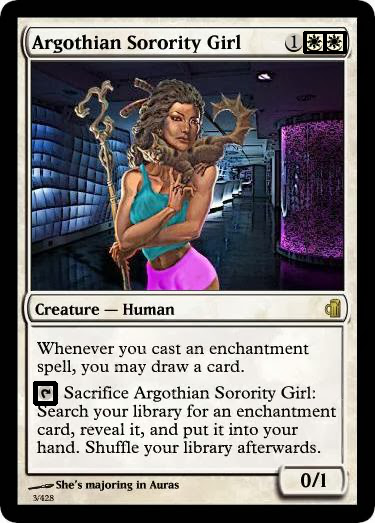 Argothian Sorority Girl 1
Creature — Human
Whenever you cast an enchantment
spell, you may draw a card.
Sacrifice Argothian Sorority Girl:
Search your library for an enchantment
card, reveal it, and put it into your
hand. Shuffle your library afterwards.
0/1
She's majoring in Auras
3/428